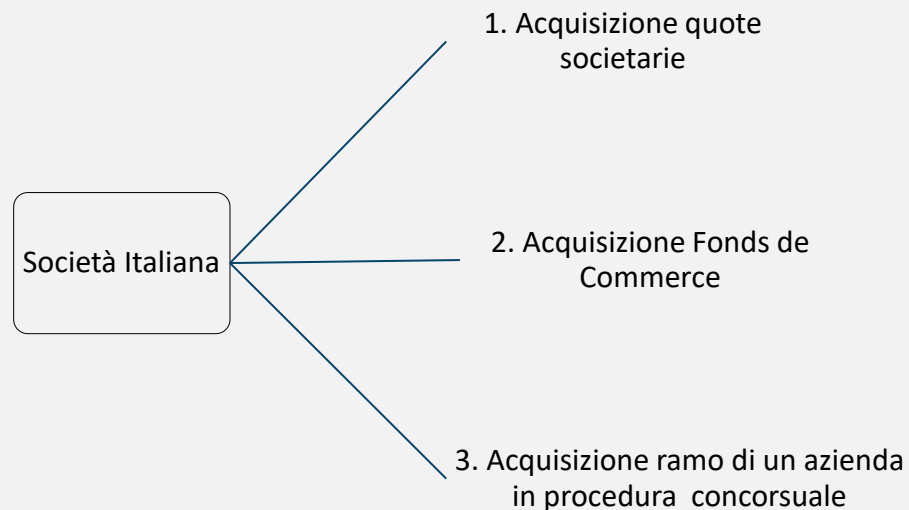 1. Acquisizione quote
societarie
Società Italiana
2. Acquisizione Fonds de
Commerce
3. Acquisizione ramo di un azienda
in procedura concorsuale